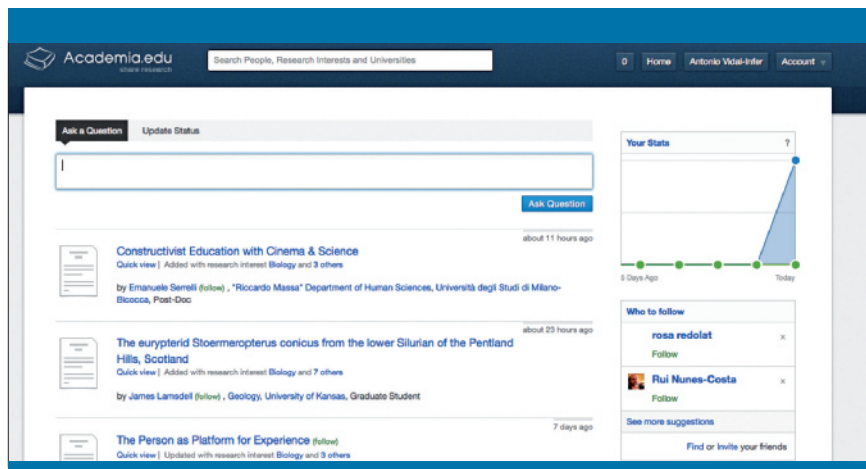 Academia.edu
share research
Search People, Research Interests and Universities
0 Home Antonio Vidal-Infer Account
Ask a Question Update Status
Ask Question
about 11 hours ago
Constructivist Education with Cinema & Science
Quick view | Added with research interest Biology and 3 others
by Emanuele Serrelli (follow) , "Riccardo Massa" Department of Human Sciences, Università degli Studi di Milano-
Bicocca, Post-Doc
about 23 hours ago
The eurypterid Stoermeropterus conicus from the lower Silurian of the Pentland
Hills, Scotland
Quick view | Added with research interest Biology and 7 others
by James Lamsdell (follow) , Geology, University of Kansas, Graduate Student
7 days ago
The Person as Platform for Experience (follow)
Quick view | Updated with research interest Biology and 3 others
Your Stats ?
5 Days Ago Today
Who to follow
rosa redolat x
Follow
Rui Nunes-Costa x
Follow
See more suggestions
Find or Invite your friends